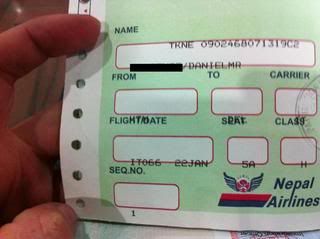 NAME
TKNE 0902468071319C2
/DANIELMR
FROM TO CARRIER
KTM
FLIGHT DATE SEAT CLASS
IT066 22JAN 5A H
SEQ.NO.
1
Nepal
Airlines